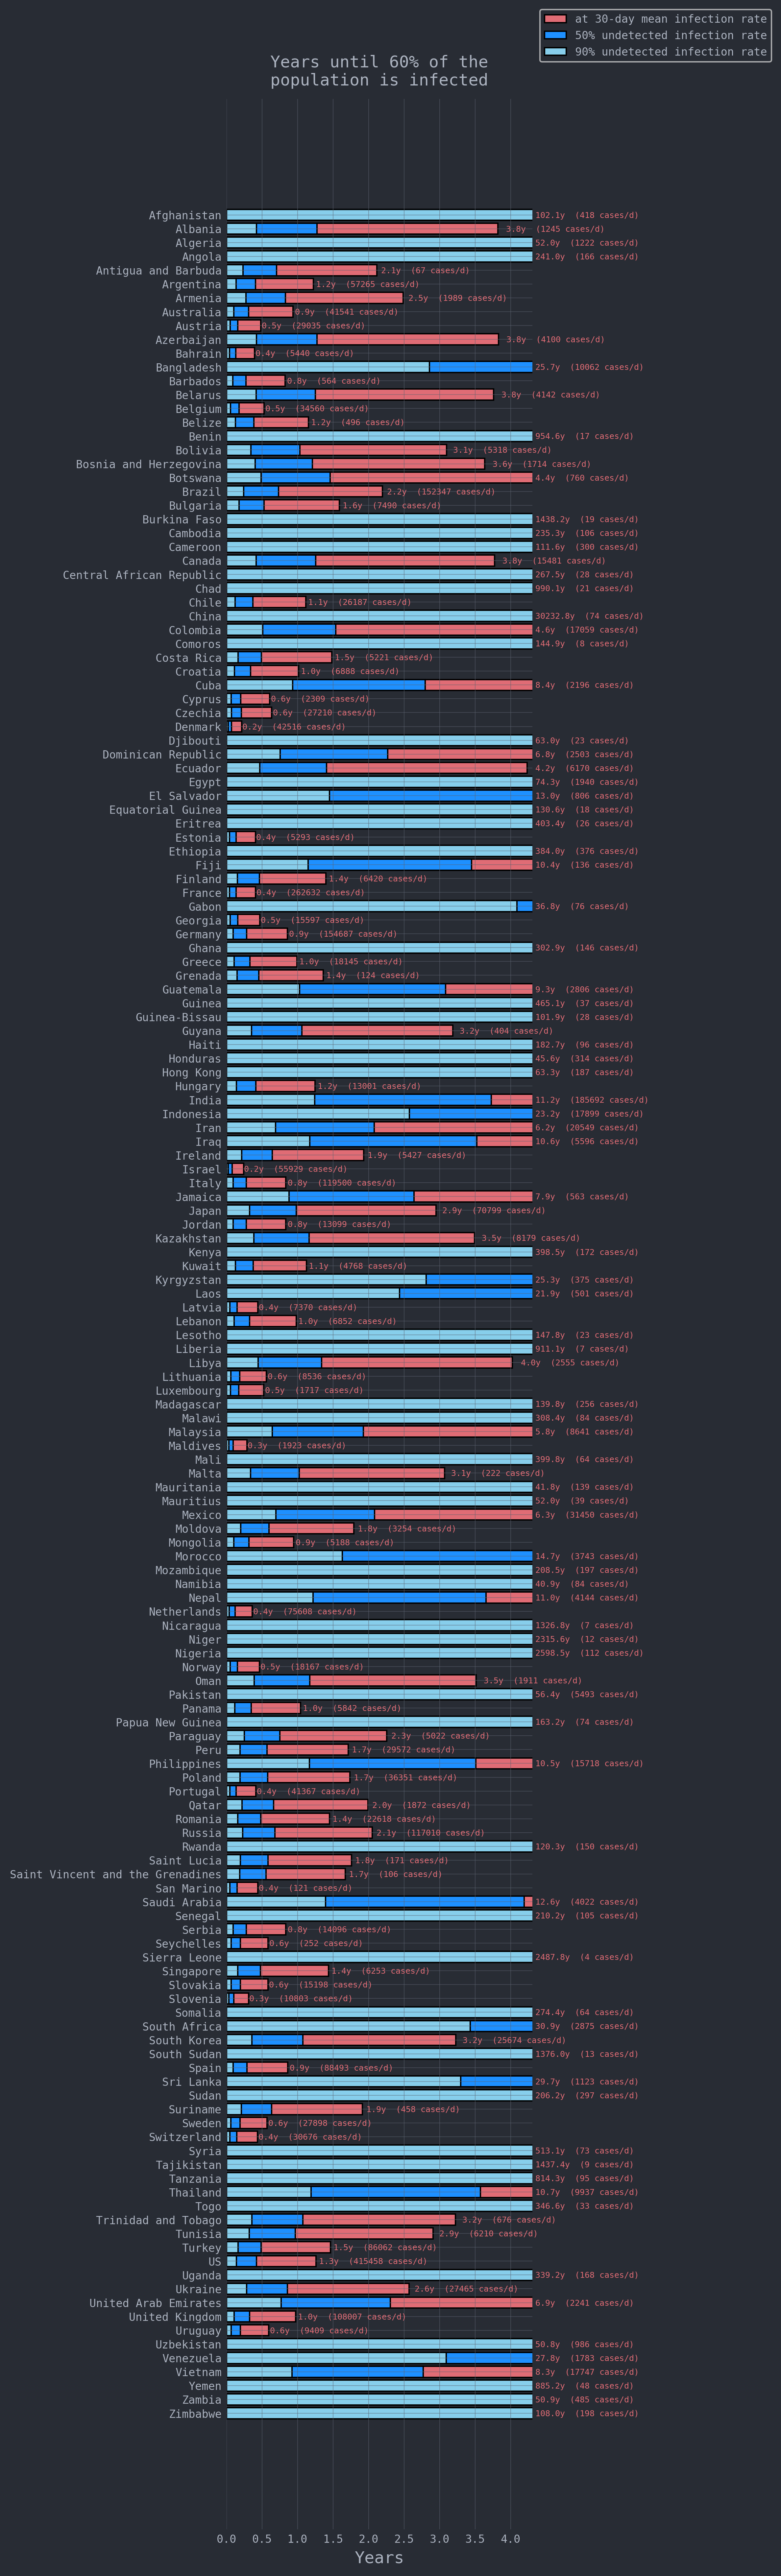 at 30-day mean infection rate
50% undetected infection rate
90% undetected infection rate
Years until 60% of the
population is infected
Afghanistan 102.1y (418 cases/d)
Albania 3.8y (1245 cases/d)
Algeria 52.0y (1222 cases/d)
Angola 241.0y (166 cases/d)
Antigua and Barbuda 2.1y (67 cases/d)
Argentina 1.2y (57265 cases/d)
Armenia 2.5y (1989 cases/d)
Australia 0.9y (41541 cases/d)
Austria 0.5y (29035 cases/d)
Azerbaijan 3.8y (4100 cases/d)
Bahrain 0.4y (5440 cases/d)
Bangladesh 25.7y (10062 cases/d)
Barbados 0.8y (564 cases/d)
Belarus 3.8y (4142 cases/d)
Belgium 0.5y (34560 cases/d)
Belize 1.2y (496 cases/d)
Benin 954.6y (17 cases/d)
Bolivia 3.1y (5318 cases/d)
Bosnia and Herzegovina 3.6y (1714 cases/d)
Botswana 4.4y (760 cases/d)
Brazil 2.2y (152347 cases/d)
Bulgaria 1.6y (7490 cases/d)
Burkina Faso 1438.2y (19 cases/d)
Cambodia 235.3y (106 cases/d)
Cameroon 111.6y (300 cases/d)
Canada 3.8y (15481 cases/d)
Central African Republic 267.5y (28 cases/d)
Chad 990.1y (21 cases/d)
Chile 1.1y (26187 cases/d)
China 30232.8y (74 cases/d)
Colombia 4.6y (17059 cases/d)
Comoros 144.9y (8 cases/d)
Costa Rica 1.5y (5221 cases/d)
Croatia 1.0y (6888 cases/d)
Cuba 8.4y (2196 cases/d)
Cyprus 0.6y (2309 cases/d)
Czechia 0.6y (27210 cases/d)
Denmark 0.2y (42516 cases/d)
Djibouti 63.0y (23 cases/d)
Dominican Republic 6.8y (2503 cases/d)
Ecuador 4.2y (6170 cases/d)
Egypt 74.3y (1940 cases/d)
El Salvador 13.0y (806 cases/d)
Equatorial Guinea 130.6y (18 cases/d)
Eritrea 403.4y (26 cases/d)
Estonia 0.4y (5293 cases/d)
Ethiopia 384.0y (376 cases/d)
Fiji 10.4y (136 cases/d)
Finland 1.4y (6420 cases/d)
France 0.4y (262632 cases/d)
Gabon 36.8y (76 cases/d)
Georgia 0.5y (15597 cases/d)
Germany 0.9y (154687 cases/d)
Ghana 302.9y (146 cases/d)
Greece 1.0y (18145 cases/d)
Grenada 1.4y (124 cases/d)
Guatemala 9.3y (2806 cases/d)
Guinea 465.1y (37 cases/d)
Guinea-Bissau 101.9y (28 cases/d)
Guyana 3.2y (404 cases/d)
Haiti 182.7y (96 cases/d)
Honduras 45.6y (314 cases/d)
Hong Kong 63.3y (187 cases/d)
Hungary 1.2y (13001 cases/d)
India 11.2y (185692 cases/d)
Indonesia 23.2y (17899 cases/d)
Iran 6.2y (20549 cases/d)
Iraq 10.6y (5596 cases/d)
Ireland 1.9y (5427 cases/d)
Israel 0.2y (55929 cases/d)
Italy 0.8y (119500 cases/d)
Jamaica 7.9y (563 cases/d)
Japan 2.9y (70799 cases/d)
Jordan 0.8y (13099 cases/d)
Kazakhstan 3.5y (8179 cases/d)
Kenya 398.5y (172 cases/d)
Kuwait 1.1y (4768 cases/d)
Kyrgyzstan 25.3y (375 cases/d)
Laos 21.9y (501 cases/d)
Latvia 0.4y (7370 cases/d)
Lebanon 1.0y (6852 cases/d)
Lesotho 147.8y (23 cases/d)
Liberia 911.1y (7 cases/d)
Libya 4.0y (2555 cases/d)
Lithuania 0.6y (8536 cases/d)
Luxembourg 0.5y (1717 cases/d)
Madagascar 139.8y (256 cases/d)
Malawi 308.4y (84 cases/d)
Malaysia 5.8y (8641 cases/d)
Maldives 0.3y (1923 cases/d)
Mali 399.8y (64 cases/d)
Malta 3.1y (222 cases/d)
Mauritania 41.8y (139 cases/d)
Mauritius 52.0y (39 cases/d)
Mexico 6.3y (31450 cases/d)
Moldova 1.8y (3254 cases/d)
Mongolia 0.9y (5188 cases/d)
Morocco 14.7y (3743 cases/d)
Mozambique 208.5y (197 cases/d)
Namibia 40.9y (84 cases/d)
Nepal 11.0y (4144 cases/d)
Netherlands 0.4y (75608 cases/d)
Nicaragua 1326.8y (7 cases/d)
Niger 2315.6y (12 cases/d)
Nigeria 2598.5y (112 cases/d)
Norway 0.5y (18167 cases/d)
Oman 3.5y (1911 cases/d)
Pakistan 56.4y (5493 cases/d)
Panama 1.0y (5842 cases/d)
Papua New Guinea 163.2y (74 cases/d)
Paraguay 2.3y (5022 cases/d)
Peru 1.7y (29572 cases/d)
Philippines 10.5y (15718 cases/d)
Poland 1.7y (36351 cases/d)
Portugal 0.4y (41367 cases/d)
Qatar 2.0y (1872 cases/d)
Romania 1.4y (22618 cases/d)
Russia 2.1y (117010 cases/d)
Rwanda 120.3y (150 cases/d)
Saint Lucia 1.8y (171 cases/d)
Saint Vincent and the Grenadines 1.7y (106 cases/d)
San Marino 0.4y (121 cases/d)
Saudi Arabia 12.6y (4022 cases/d)
Senegal 210.2y (105 cases/d)
Serbia 0.8y (14096 cases/d)
Seychelles 0.6y (252 cases/d)
Sierra Leone 2487.8y (4 cases/d)
Singapore 1.4y (6253 cases/d)
Slovakia 0.6y (15198 cases/d)
Slovenia 0.3y (10803 cases/d)
Somalia 274.4y (64 cases/d)
South Africa 30.9y (2875 cases/d)
South Korea 3.2y (25674 cases/d)
South Sudan 1376.0y (13 cases/d)
Spain 0.9y (88493 cases/d)
Sri Lanka 29.7y (1123 cases/d)
Sudan 206.2y (297 cases/d)
Suriname 1.9y (458 cases/d)
Sweden 0.6y (27898 cases/d)
Switzerland 0.4y (30676 cases/d)
Syria 513.1y (73 cases/d)
Tajikistan 1437.4y (9 cases/d)
Tanzania 814.3y (95 cases/d)
Thailand 10.7y (9937 cases/d)
Togo 346.6y (33 cases/d)
Trinidad and Tobago 3.2y (676 cases/d)
Tunisia 2.9y (6210 cases/d)
Turkey 1.5y (86062 cases/d)
US 1.3y (415458 cases/d)
Uganda 339.2y (168 cases/d)
Ukraine 2.6y (27465 cases/d)
United Arab Emirates 6.9y (2241 cases/d)
United Kingdom 1.0y (108007 cases/d)
Uruguay 0.6y (9409 cases/d)
Uzbekistan 50.8y (986 cases/d)
Venezuela 27.8y (1783 cases/d)
Vietnam 8.3y (17747 cases/d)
Yemen 885.2y (48 cases/d)
Zambia 50.9y (485 cases/d)
Zimbabwe 108.0y (198 cases/d)
0.0 0.5 1.0 1.5 2.0 2.5 3.0 3.5 4.0
Years